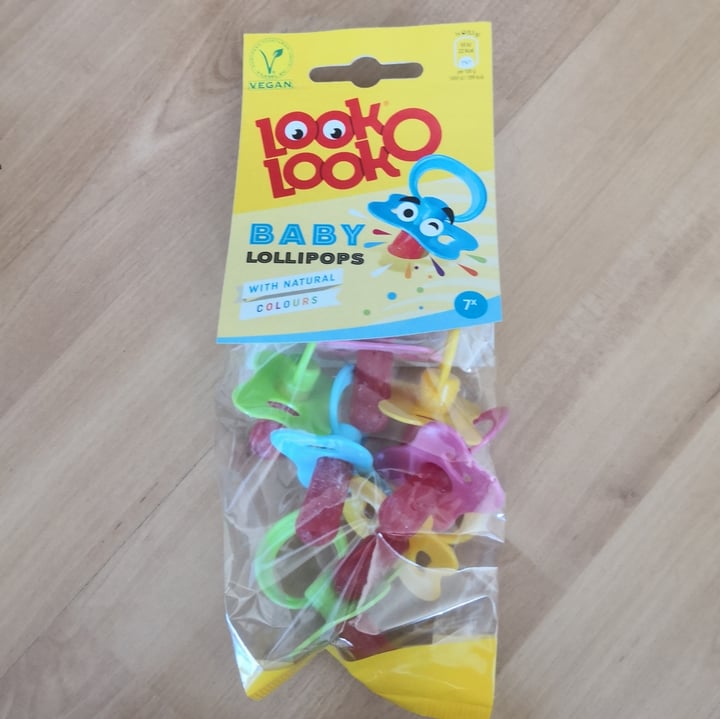 VEGAN
LOOK O
LOOK
BABY
LOLLIPOPS
WITH NATURAL
COLOURS
7x